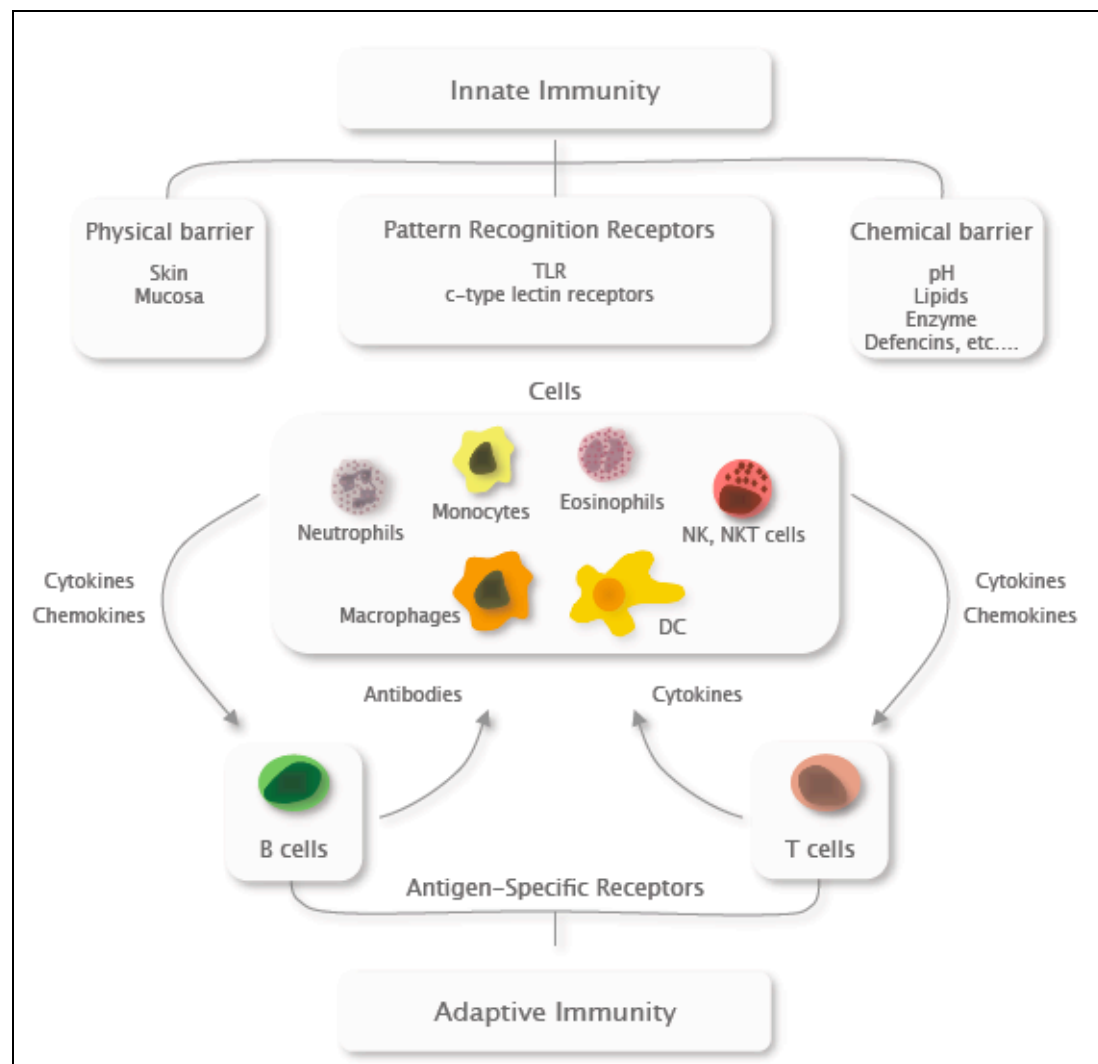 Innate Immunity
Physical barrier
Skin
Mucosa
Pattern Recognition Receptors
TLR
c-type lectin receptors
Chemical barrier
pH
Lipids
Enzyme
Defencins, etc....
Cells
Neutrophils
Monocytes
Eosinophils
NK, NKT cells
Macrophages
DC
Cytokines
Chemokines
Cytokines
Chemokines
Antibodies
Cytokines
B cells
T cells
Antigen-Specific Receptors
Adaptive Immunity